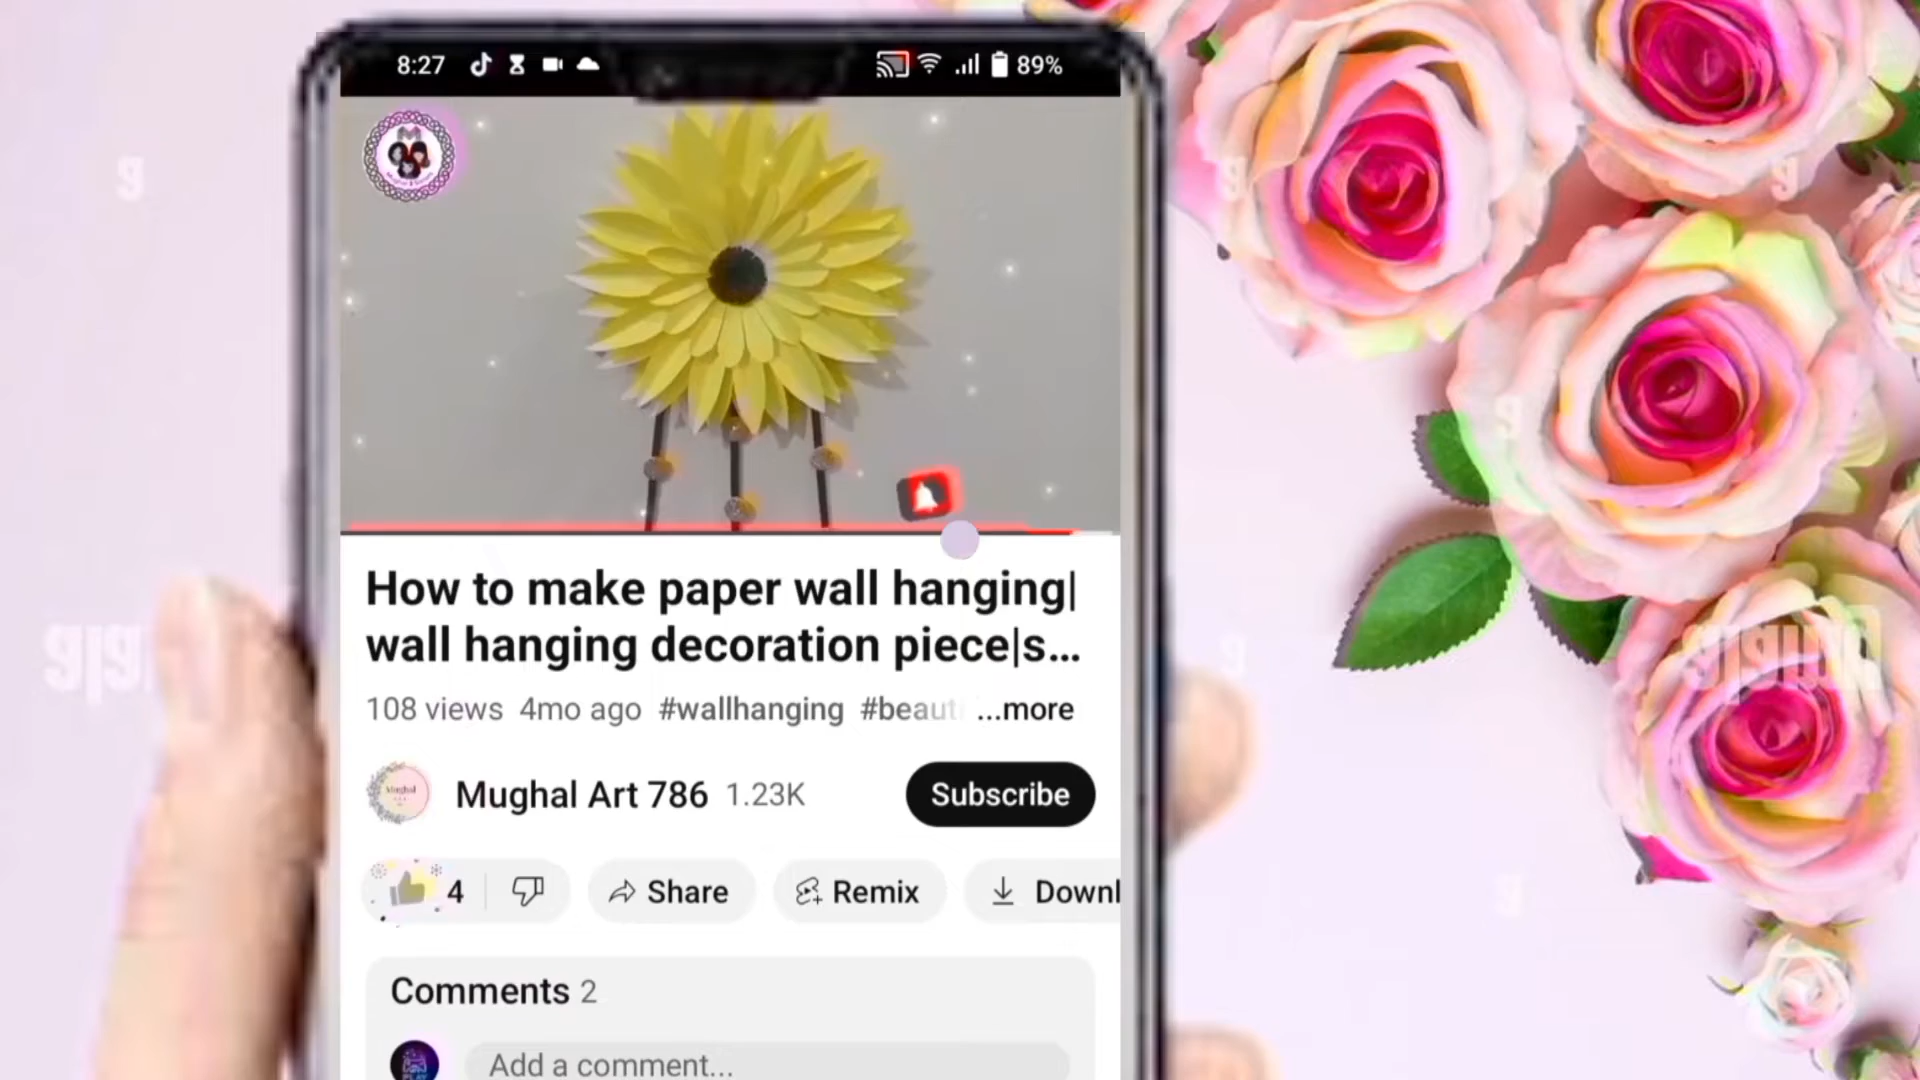 8:27
89%
How to make paper wall hanging|
wall hanging decoration piece|s...
108 views 4mo ago #wallhanging #beaut ...more
Mughal Art 786 1.23K
Subscribe
4
Share
Remix
Downl
Comments 2
Add a comment...